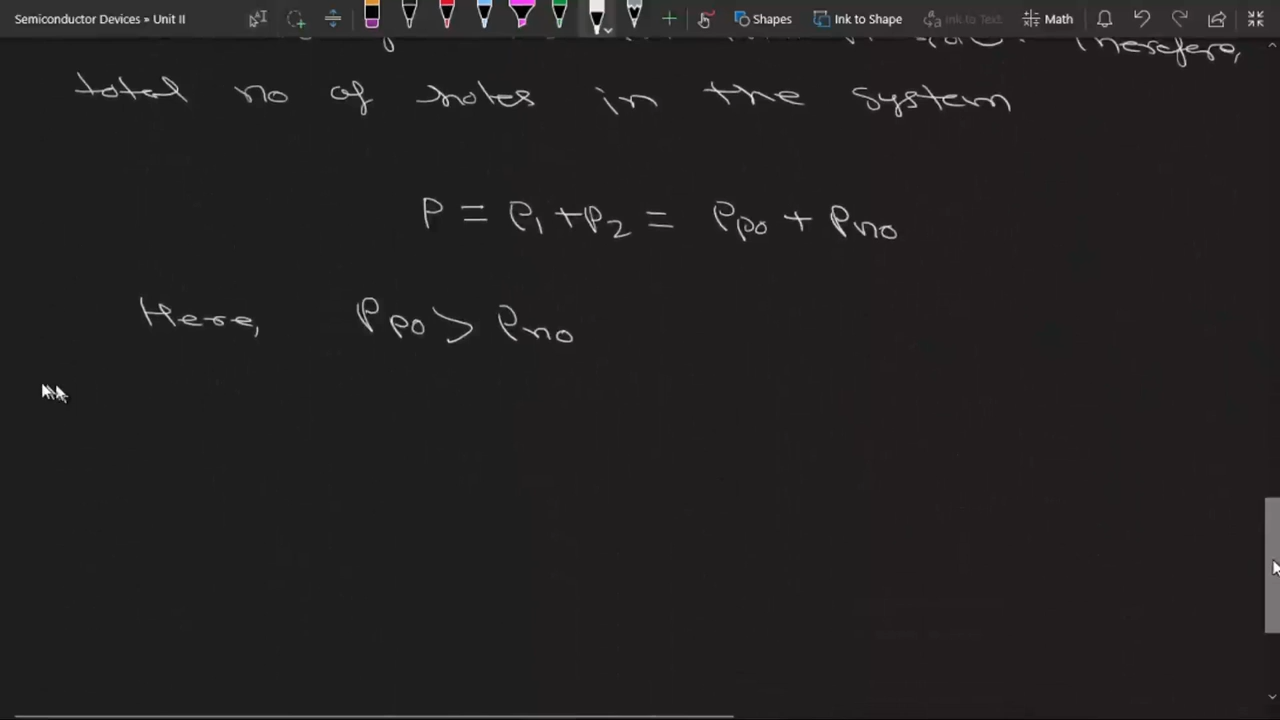 Semiconductor Devices » Unit II
Shapes
Ink to Shape
Ink to Text
Math
Therefore,
total no of holes in the system
P = P₁ + P₂ = Ppo + Pno
Here, Ppo > Pno